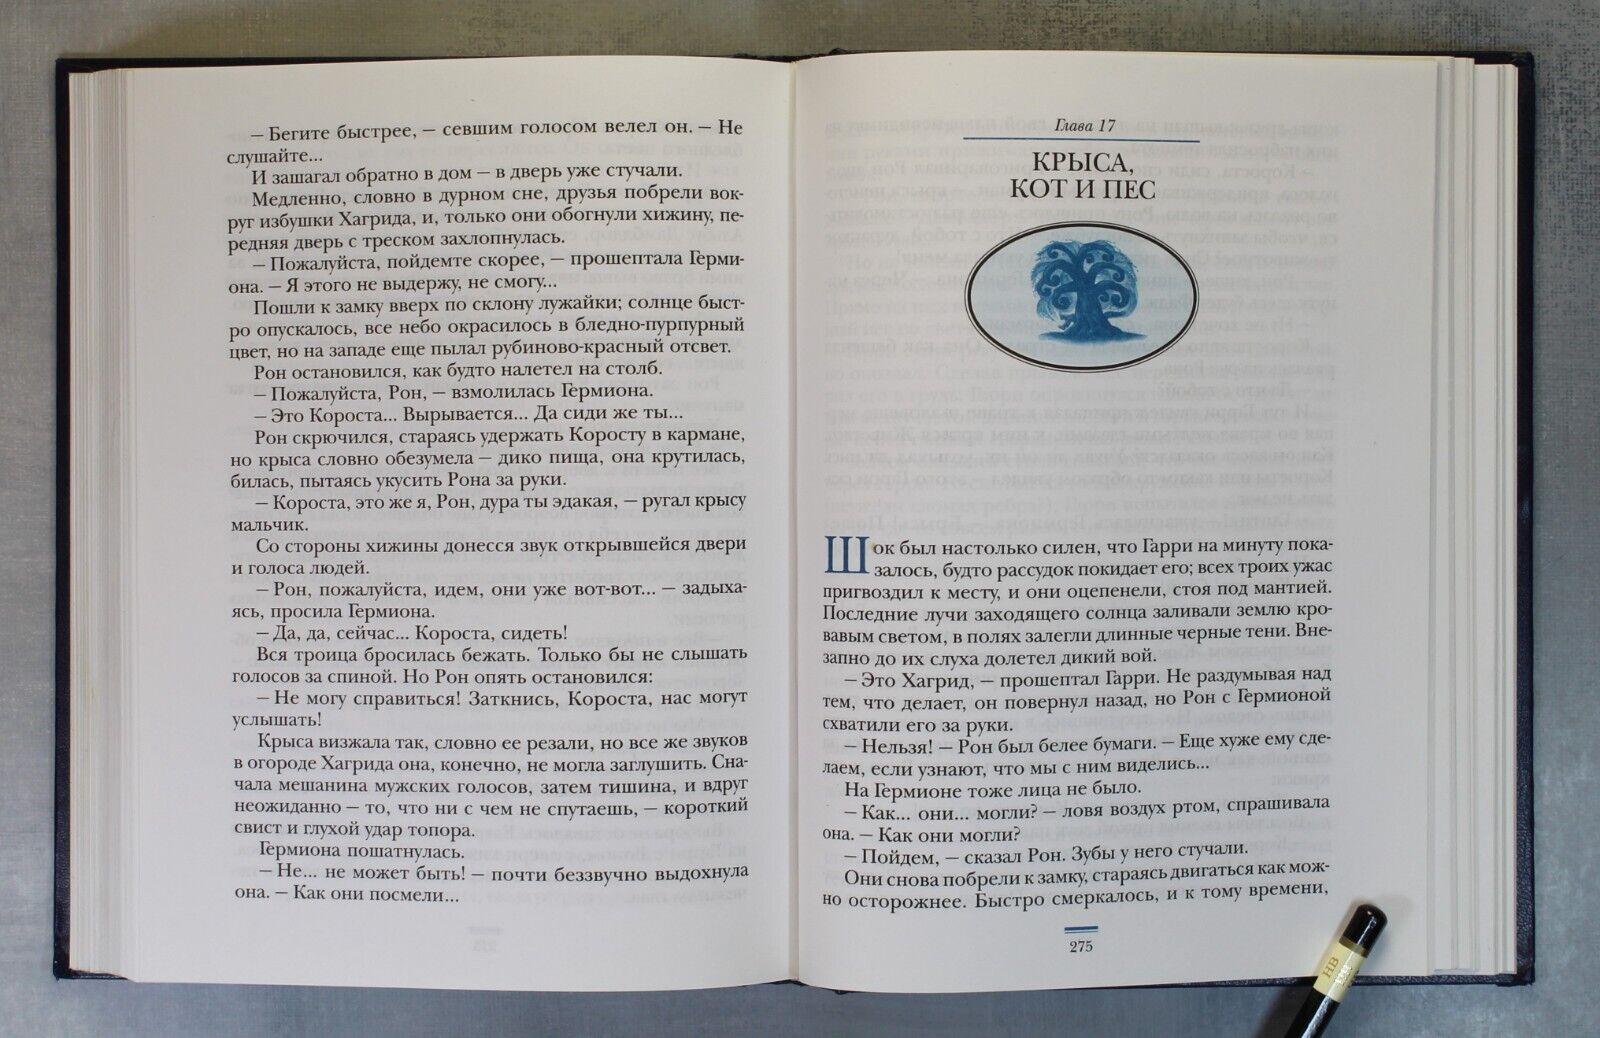 — Бегите быстрее, — севшим голосом велел он. — Не
слушайте...
И зашагал обратно в дом — в дверь уже стучали.
Медленно, словно в дурном сне, друзья побрели вок-
руг избушки Хагрида, и, только они обогнули хижину, пе-
редняя дверь с треском захлопнулась.
— Пожалуйста, пойдемте скорее, — прошептала Герми-
она. — Я этого не выдержу, не смогу...
Пошли к замку вверх по склону лужайки; солнце быст-
ро опускалось, все небо окрасилось в бледно-пурпурный
цвет, но на западе еще пылал рубиново-красный отсвет.
Рон остановился, как будто налетел на столб.
— Пожалуйста, Рон, — взмолилась Гермиона.
— Это Короста... Вырывается... Да сиди же ты...
Рон скрючился, стараясь удержать Коросту в кармане,
но крыса словно обезумела — дико пища, она крутилась,
билась, пытаясь укусить Рона за руки.
— Короста, это же я, Рон, дура ты эдакая, — ругал крысу
мальчик.
Со стороны хижины донесся звук открывшейся двери
и голоса людей.
— Рон, пожалуйста, идем, они уже вот-вот... — задыха-
ясь, просила Гермиона.
— Да, да, сейчас... Короста, сидеть!
Вся троица бросилась бежать. Только бы не слышать
голосов за спиной. Но Рон опять остановился:
— Не могу справиться! Заткнись, Короста, нас могут
услышать!
Крыса визжала так, словно ее резали, но все же звуков
в огороде Хагрида она, конечно, не могла заглушить. Сна-
чала мешанина мужских голосов, затем тишина, и вдруг
неожиданно — то, что ни с чем не спутаешь, — короткий
свист и глухой удар топора.
Гермиона пошатнулась.
— Не... не может быть! — почти беззвучно выдохнула
она. — Как они посмели...
Глава 17
КРЫСА,
КОТ И ПЕС
Шок был настолько силен, что Гарри на минуту пока-
залось, будто рассудок покидает его; всех троих ужас
пригвоздил к месту, и они оцепенели, стоя под мантией.
Последние лучи заходящего солнца заливали землю кро-
вавым светом, в полях залегли длинные черные тени. Вне-
запно до их слуха долетел дикий вой.
— Это Хагрид, — прошептал Гарри. Не раздумывая над
тем, что делает, он повернул назад, но Рон с Гермионой
схватили его за руки.
— Нельзя! — Рон был белее бумаги. — Еще хуже ему сде-
лаем, если узнают, что мы с ним виделись...
На Гермионе тоже лица не было.
— Как... они... могли? — ловя воздух ртом, спрашивала
она. — Как они могли?
— Пойдем, — сказал Рон. Зубы у него стучали.
Они снова побрели к замку, стараясь двигаться как мож-
но осторожнее. Быстро смеркалось, и к тому времени,
275
HB